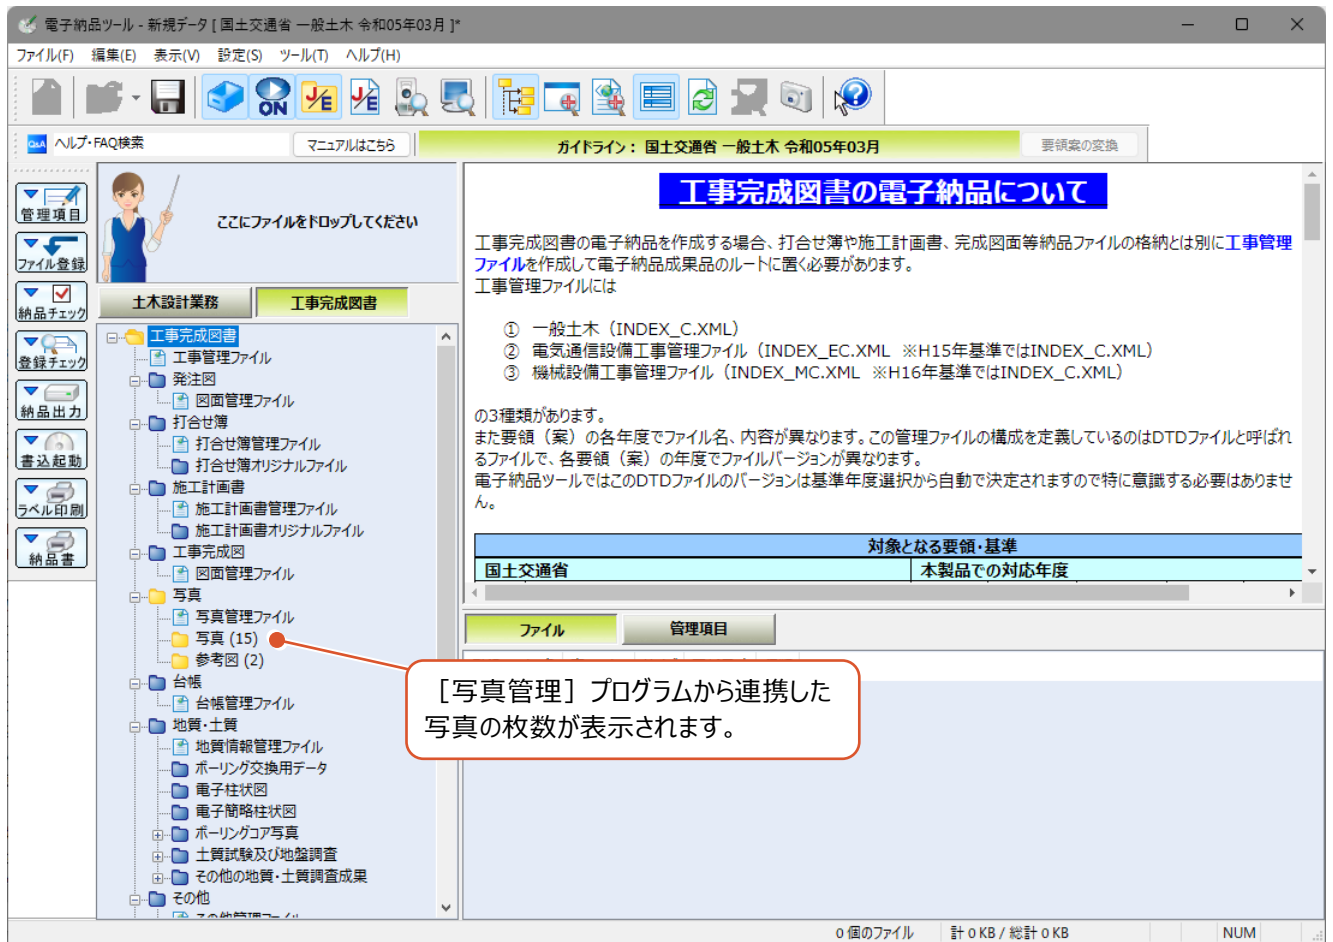 電子納品ツール - 新規データ [ 国土交通省 一般土木 令和05年03月 ]*
ファイル(F) 編集(E) 表示(V) 設定(S) ツール(T) ヘルプ(H)
ON J/E J/E
Q&A ヘルプ・FAQ検索 マニュアルはこちら ガイドライン： 国土交通省 一般土木 令和05年03月 要領案の変換
管理項目
ファイル登録
納品チェック
登録チェック
納品出力
書込起動
ラベル印刷
納品書
ここにファイルをドロップしてください
土木設計業務 工事完成図書
工事完成図書
工事管理ファイル
発注図
図面管理ファイル
打合せ簿
打合せ簿管理ファイル
打合せ簿オリジナルファイル
施工計画書
施工計画書管理ファイル
施工計画書オリジナルファイル
工事完成図
図面管理ファイル
写真
写真管理ファイル
写真 (15)
参考図 (2)
台帳
台帳管理ファイル
地質・土質
地質情報管理ファイル
ボーリング交換用データ
電子柱状図
電子簡略柱状図
ボーリングコア写真
土質試験及び地盤調査
その他の地質・土質調査成果
その他
工事完成図書の電子納品について
工事完成図書の電子納品を作成する場合、打合せ簿や施工計画書、完成図面等納品ファイルの格納とは別に工事管理
ファイルを作成して電子納品成果品のルートに置く必要があります。
工事管理ファイルには
① 一般土木（INDEX_C.XML）
② 電気通信設備工事管理ファイル（INDEX_EC.XML ※H15年基準ではINDEX_C.XML）
③ 機械設備工事管理ファイル（INDEX_MC.XML ※H16年基準ではINDEX_C.XML）
の3種類があります。
また要領（案）の各年度でファイル名、内容が異なります。この管理ファイルの構成を定義しているのはDTDファイルと呼ばれ
るファイルで、各要領（案）の年度でファイルバージョンが異なります。
電子納品ツールではこのDTDファイルのバージョンは基準年度選択から自動で決定されますので特に意識する必要はありませ
ん。
対象となる要領・基準
国土交通省 本製品での対応年度
ファイル 管理項目
［写真管理］プログラムから連携した
写真の枚数が表示されます。
0 個のファイル 計 0 KB / 総計 0 KB NUM